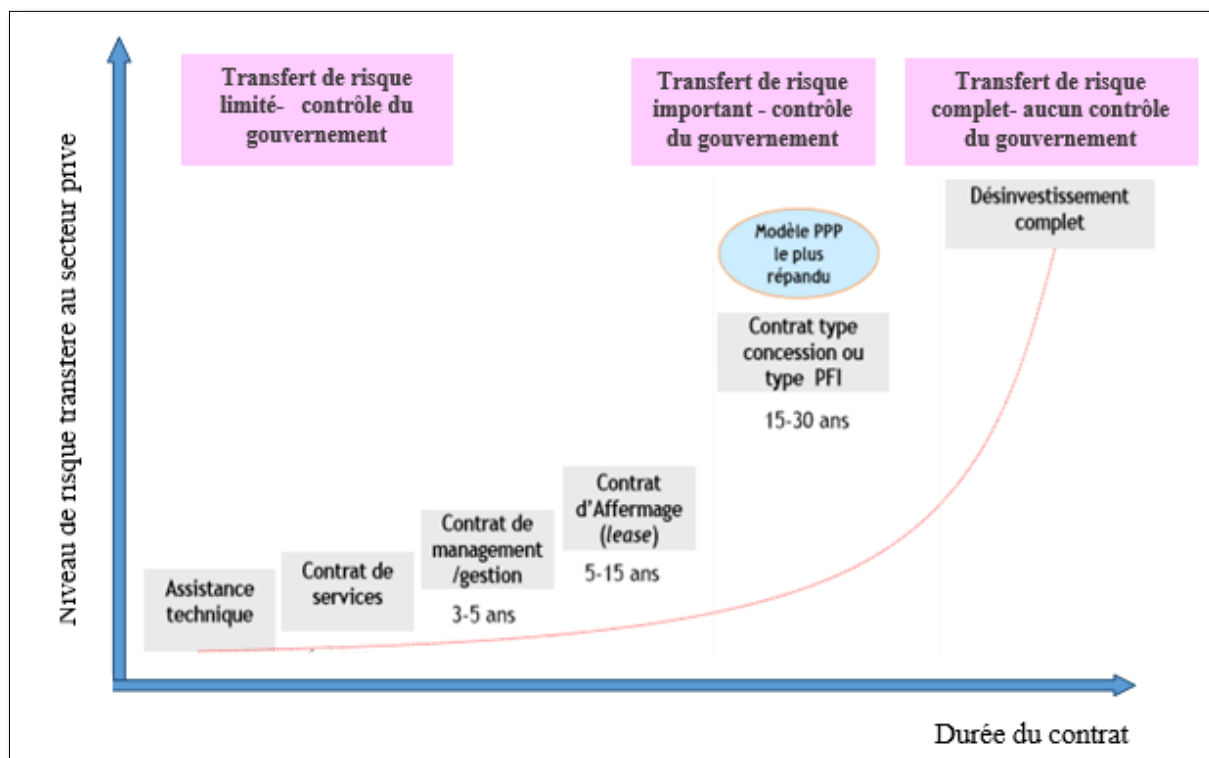 Transfert de risque
limité- contrôle du
gouvernement
Transfert de risque
important - contrôle
du gouvernement
Transfert de risque
complet- aucun contrôle
du gouvernement
Niveau de risque transfere au secteur prive
Désinvestissement
complet
Modèle PPP
le plus
répandu
Contrat type
concession ou
type PFI
15-30 ans
Contrat
d'Affermage
(lease)
5-15 ans
Contrat de
management
/gestion
3-5 ans
Contrat de
services
Assistance
technique
Durée du contrat